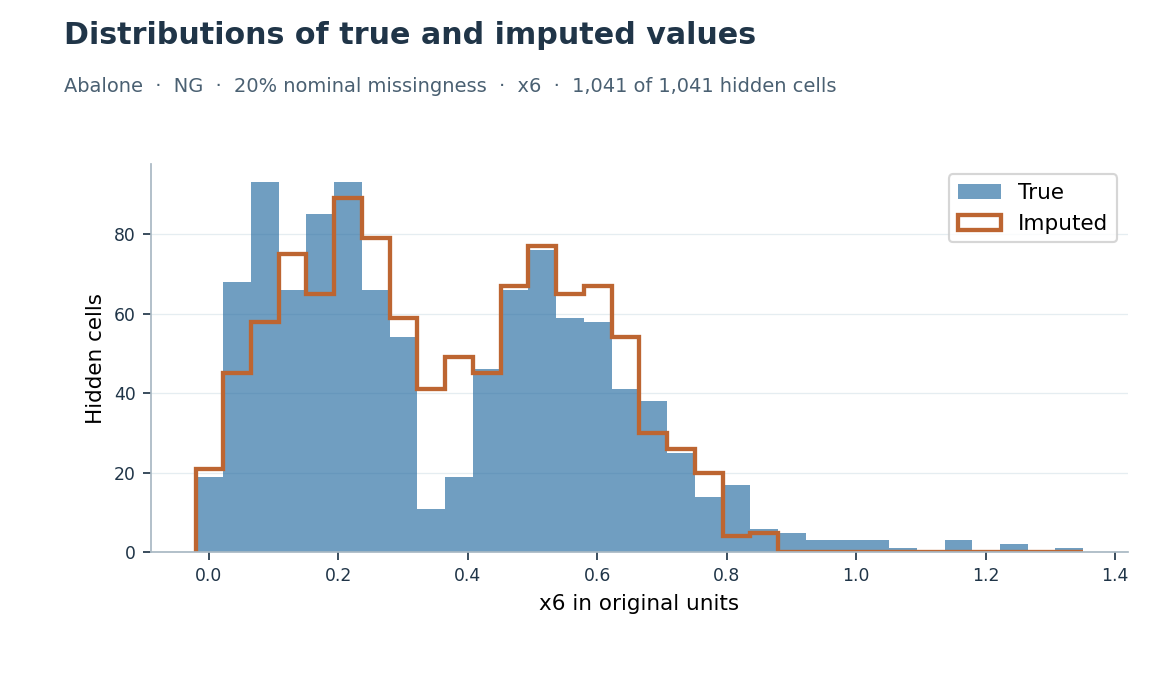 Distributions of true and imputed values
Abalone · NG · 20% nominal missingness · x6 · 1,041 of 1,041 hidden cells
True
Imputed
Hidden cells
80
60
40
20
0
0.0 0.2 0.4 0.6 0.8 1.0 1.2 1.4
x6 in original units